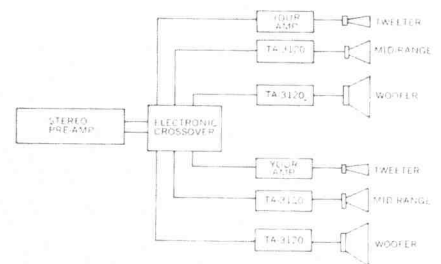 YOUR
AMP
TWEETER
TA-3120
MID-RANGE
TA-3120
WOOFER
STEREO
PRE-AMP
ELECTRONIC
CROSSOVER
YOUR
AMP
TWEETER
TA-3120
MID-RANGE
TA-3120
WOOFER